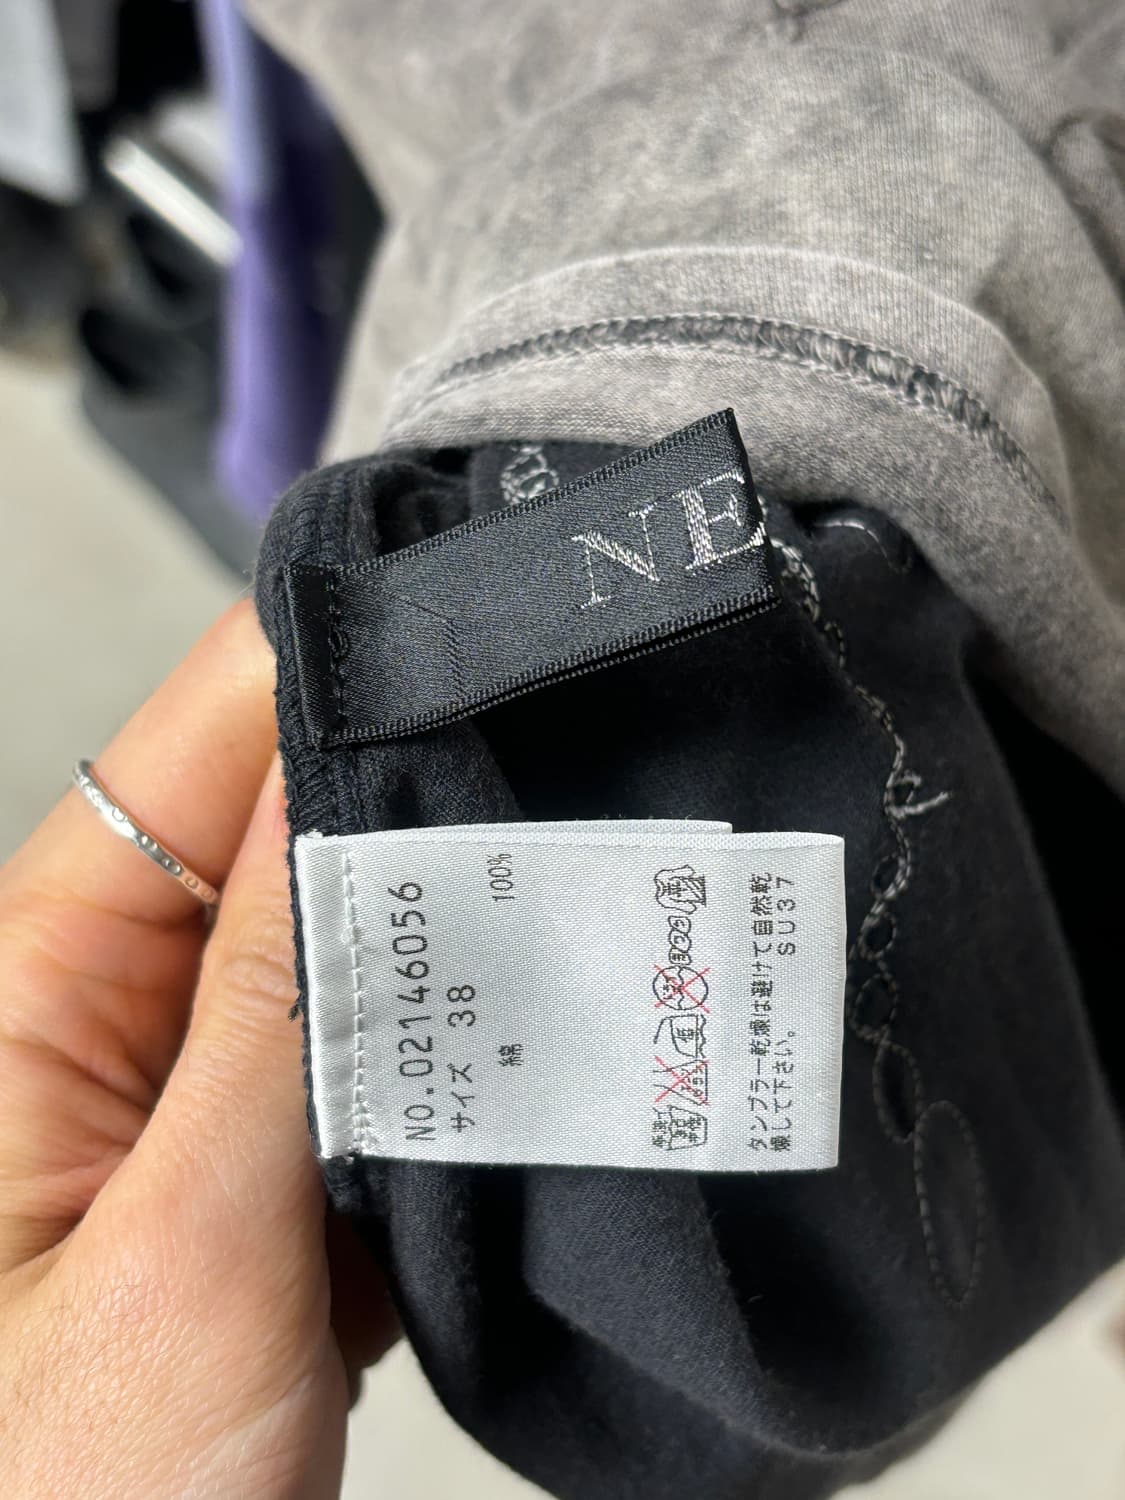 NE
NO.02146056
サイズ 38
綿 100%
タンブラー乾燥は避けて自然乾
燥して下さい。 SU37